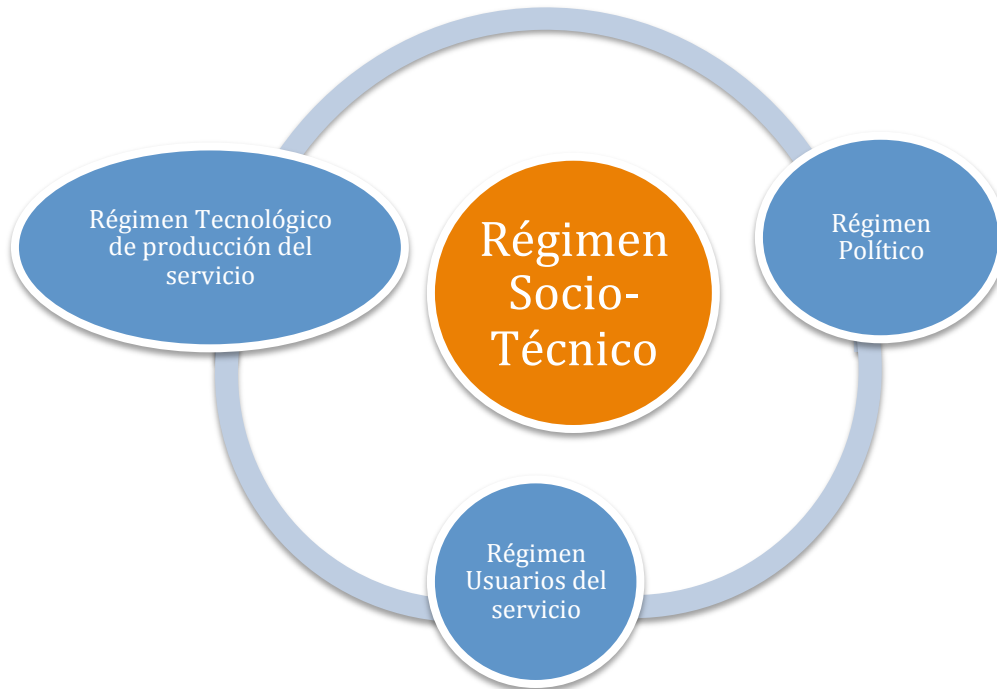 Régimen Tecnológico
de producción del
servicio
Régimen
Socio-
Técnico
Régimen
Político
Régimen
Usuarios del
servicio